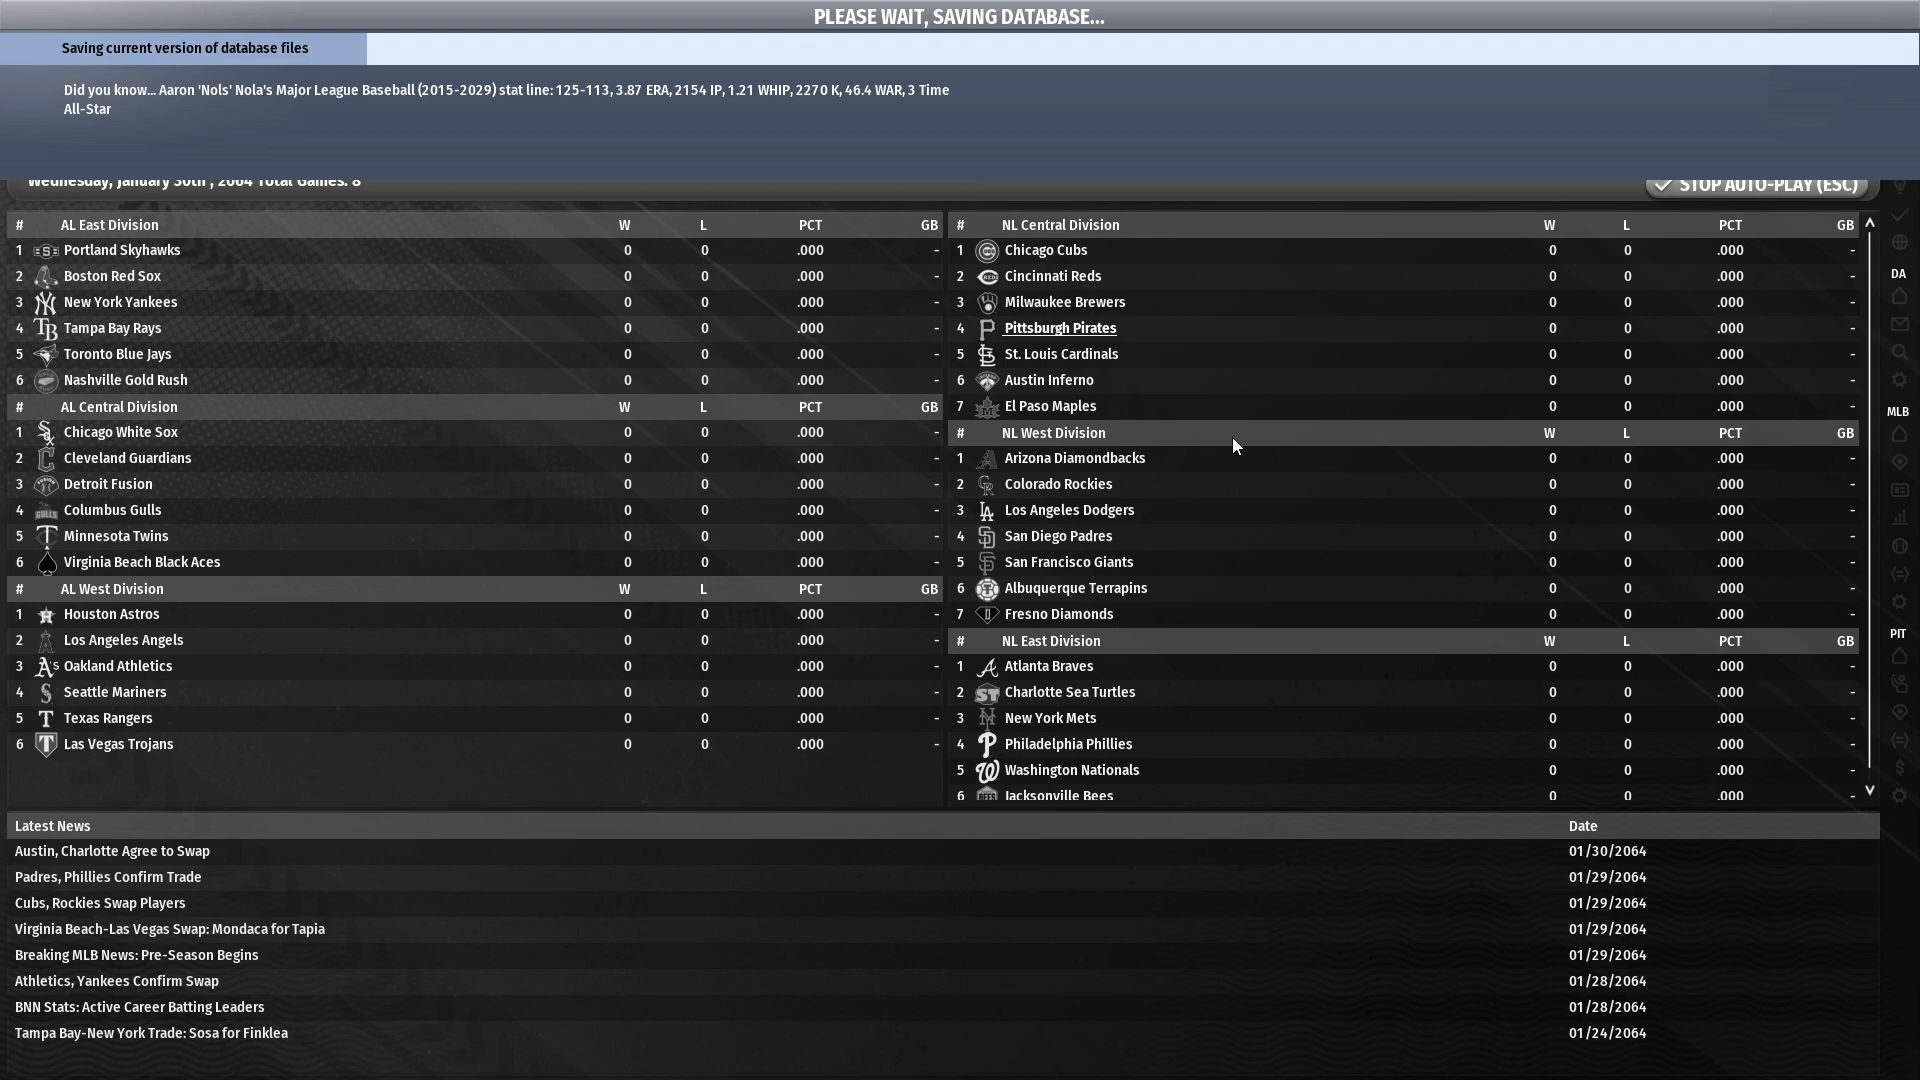 PLEASE WAIT, SAVING DATABASE...
Saving current version of database files
Did you know... Aaron 'Nols' Nola's Major League Baseball (2015-2029) stat line: 125-113, 3.87 ERA, 2154 IP, 1.21 WHIP, 2270 K, 46.4 WAR, 3 Time
All-Star
Wednesday, January 30th , 2064 Total Games: 8
STOP AUTO-PLAY (ESC)
# AL East Division W L PCT GB
1 Portland Skyhawks 0 0 .000 -
2 Boston Red Sox 0 0 .000 -
3 New York Yankees 0 0 .000 -
4 Tampa Bay Rays 0 0 .000 -
5 Toronto Blue Jays 0 0 .000 -
6 Nashville Gold Rush 0 0 .000 -
# AL Central Division W L PCT GB
1 Chicago White Sox 0 0 .000 -
2 Cleveland Guardians 0 0 .000 -
3 Detroit Fusion 0 0 .000 -
4 Columbus Gulls 0 0 .000 -
5 Minnesota Twins 0 0 .000 -
6 Virginia Beach Black Aces 0 0 .000 -
# AL West Division W L PCT GB
1 Houston Astros 0 0 .000 -
2 Los Angeles Angels 0 0 .000 -
3 Oakland Athletics 0 0 .000 -
4 Seattle Mariners 0 0 .000 -
5 Texas Rangers 0 0 .000 -
6 Las Vegas Trojans 0 0 .000 -
# NL Central Division W L PCT GB
1 Chicago Cubs 0 0 .000 -
2 Cincinnati Reds 0 0 .000 -
3 Milwaukee Brewers 0 0 .000 -
4 Pittsburgh Pirates 0 0 .000 -
5 St. Louis Cardinals 0 0 .000 -
6 Austin Inferno 0 0 .000 -
7 El Paso Maples 0 0 .000 -
# NL West Division W L PCT GB
1 Arizona Diamondbacks 0 0 .000 -
2 Colorado Rockies 0 0 .000 -
3 Los Angeles Dodgers 0 0 .000 -
4 San Diego Padres 0 0 .000 -
5 San Francisco Giants 0 0 .000 -
6 Albuquerque Terrapins 0 0 .000 -
7 Fresno Diamonds 0 0 .000 -
# NL East Division W L PCT GB
1 Atlanta Braves 0 0 .000 -
2 Charlotte Sea Turtles 0 0 .000 -
3 New York Mets 0 0 .000 -
4 Philadelphia Phillies 0 0 .000 -
5 Washington Nationals 0 0 .000 -
6 Jacksonville Bees 0 0 .000 -
DA
MLB
PIT
Latest News Date
Austin, Charlotte Agree to Swap 01/30/2064
Padres, Phillies Confirm Trade 01/29/2064
Cubs, Rockies Swap Players 01/29/2064
Virginia Beach-Las Vegas Swap: Mondaca for Tapia 01/29/2064
Breaking MLB News: Pre-Season Begins 01/29/2064
Athletics, Yankees Confirm Swap 01/28/2064
BNN Stats: Active Career Batting Leaders 01/28/2064
Tampa Bay-New York Trade: Sosa for Finklea 01/24/2064